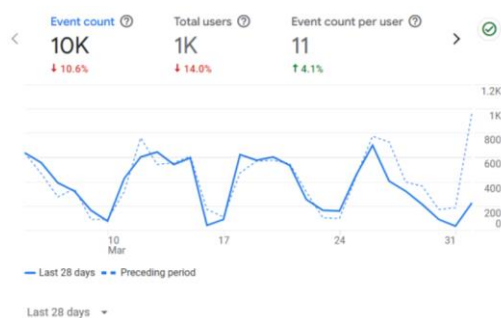 Event count
Total users
Event count per user
10K
1K
11
↓ 10.6%
↓ 14.0%
↑ 4.1%
1.2K
1K
800
600
400
200
0
10
Mar
17
24
31
Last 28 days
Preceding period
Last 28 days